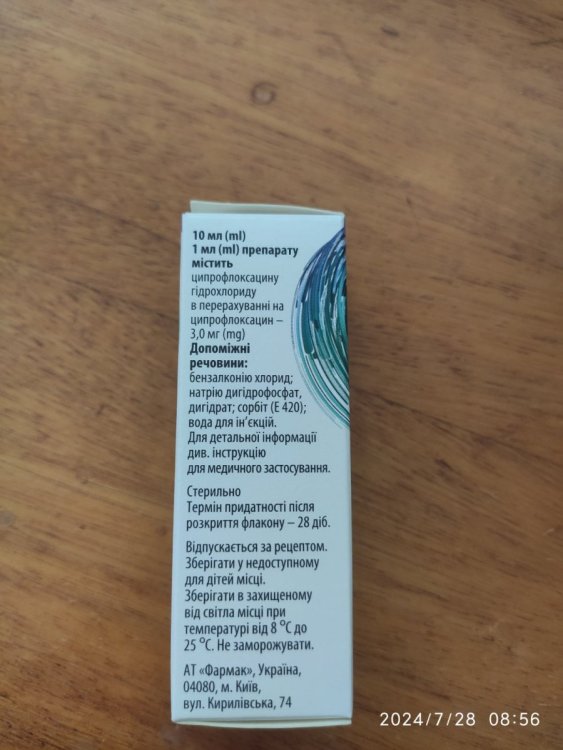 10 мл (ml)
1 мл (ml) препарату
містить
ципрофлоксацину
гідрохлориду
в перерахуванні на
ципрофлоксацин –
3,0 мг (mg)
Допоміжні
речовини:
бензалконію хлорид;
натрію дигідрофосфат,
дигідрат; сорбіт (Е 420);
вода для ін’єкцій.
Для детальної інформації
див. інструкцію
для медичного застосування.
Стерильно
Термін придатності після
розкриття флакону – 28 діб.
Відпускається за рецептом.
Зберігати у недоступному
для дітей місці.
Зберігати в захищеному
від світла місці при
температурі від 8 °С до
25 °С. Не заморожувати.
АТ «Фармак», Україна,
04080, м. Київ,
вул. Кирилівська, 74
2024/7/28 08:56